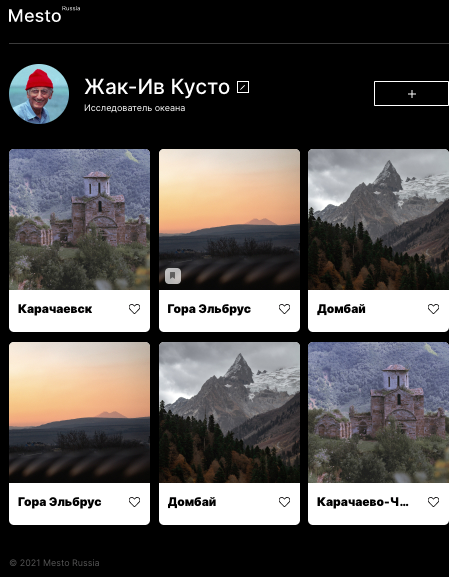 Mesto Russia
Жак-Ив Кусто
Исследователь океана
+
Карачаевск
Гора Эльбрус
Домбай
Гора Эльбрус
Домбай
Карачаево-Ч...
© 2021 Mesto Russia